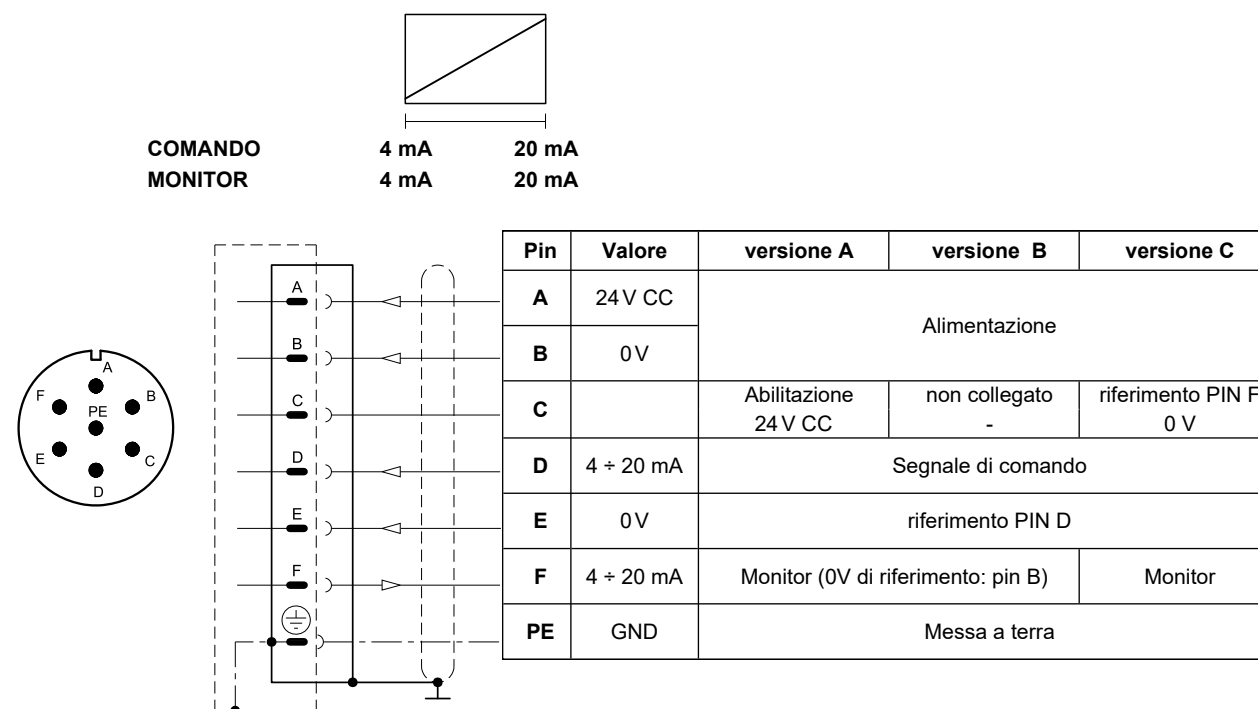 COMANDO 4 mA 20 mA
MONITOR 4 mA 20 mA
A
B
C
D
E
F
PE
A
B
C
D
E
F
Pin Valore versione A versione B versione C
A 24 V CC
Alimentazione
B 0 V
C
Abilitazione non collegato riferimento PIN F
24 V CC - 0 V
D 4 ÷ 20 mA Segnale di comando
E 0 V riferimento PIN D
F 4 ÷ 20 mA Monitor (0V di riferimento: pin B) Monitor
PE GND Messa a terra